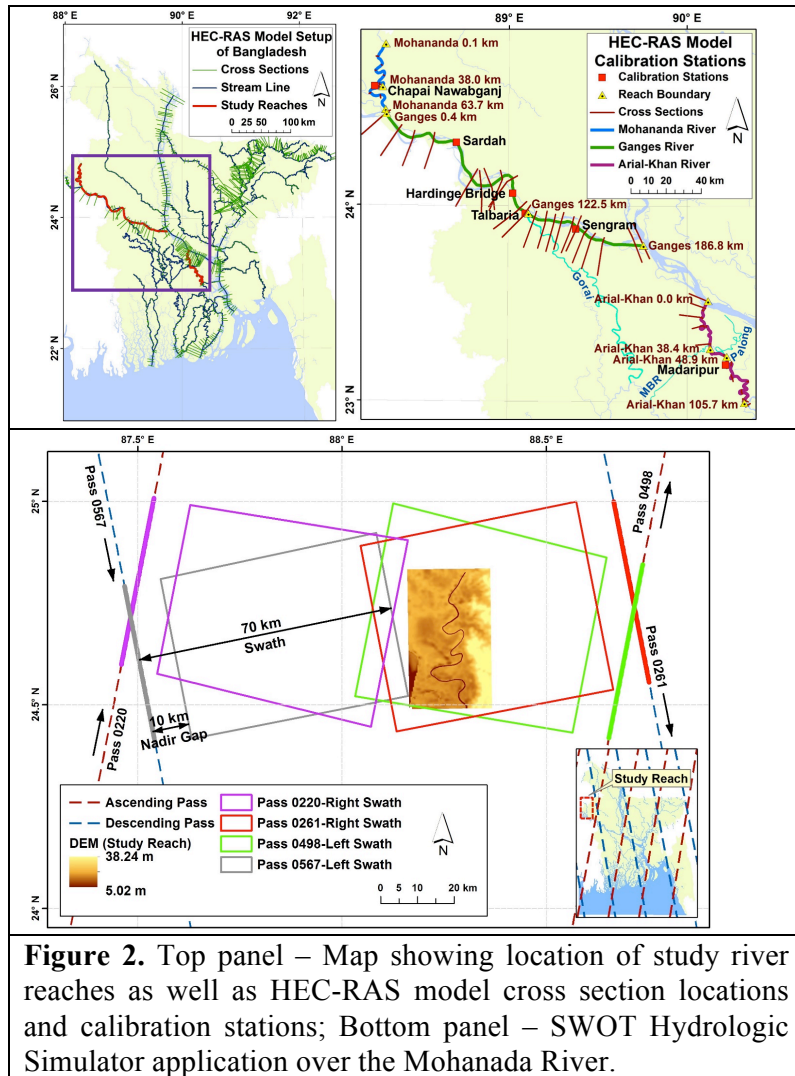 88° E
90° E
92° E
HEC-RAS Model Setup
of Bangladesh
Cross Sections
Stream Line
Study Reaches
N
0 25 50 100 km
26° N
24° N
22° N
89° E
90° E
HEC-RAS Model
Calibration Stations
Calibration Stations
Reach Boundary
Cross Sections
Mohananda River
Ganges River
Arial-Khan River
N
0 10 20 40 km
Mohananda 0.1 km
Mohananda 38.0 km
Chapai Nawabganj
Mohananda 63.7 km
Ganges 0.4 km
Sardah
Hardinge Bridge
24° N
Talbaria
Ganges 122.5 km
Sengram
Ganges 186.8 km
Gorai
Arial-Khan 0.0 km
Arial-Khan 38.4 km
Arial-Khan 48.9 km
Palong
Madaripur
MBR
Arial-Khan 105.7 km
23° N
87.5° E
88° E
88.5° E
Pass 0567
Pass 0498
25° N
70 km
Swath
Pass 0261
24.5° N
10 km
Nadir Gap
Pass 0220
Study Reach
Ascending Pass
Descending Pass
DEM (Study Reach)
38.24 m
5.02 m
Pass 0220-Right Swath
Pass 0261-Right Swath
Pass 0498-Left Swath
Pass 0567-Left Swath
N
0 5 10 20 km
24° N
Figure 2. Top panel – Map showing location of study river
reaches as well as HEC-RAS model cross section locations
and calibration stations; Bottom panel – SWOT Hydrologic
Simulator application over the Mohanada River.